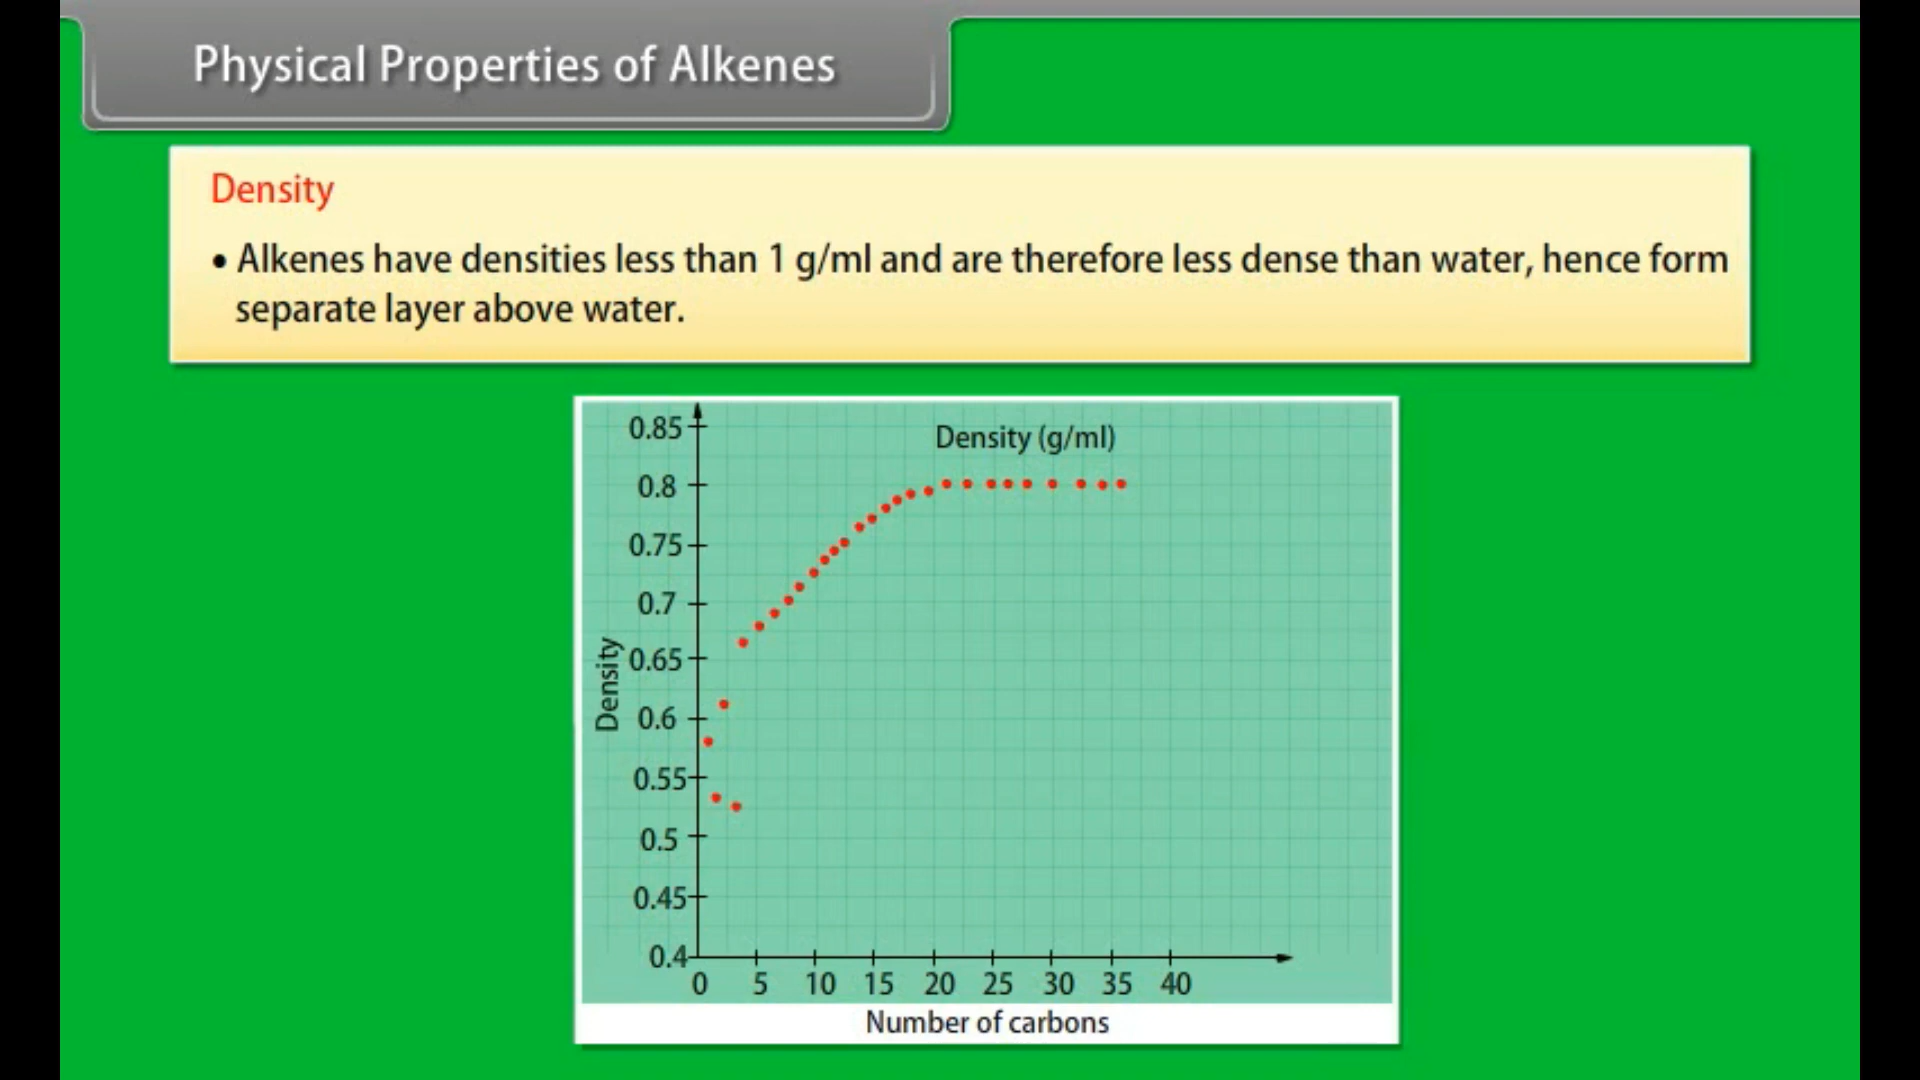 Physical Properties of Alkenes
Density
• Alkenes have densities less than 1 g/ml and are therefore less dense than water, hence form
separate layer above water.
Density (g/ml)
0.85
0.8
0.75
0.7
0.65
0.6
0.55
0.5
0.45
0.4
Density
0 5 10 15 20 25 30 35 40
Number of carbons